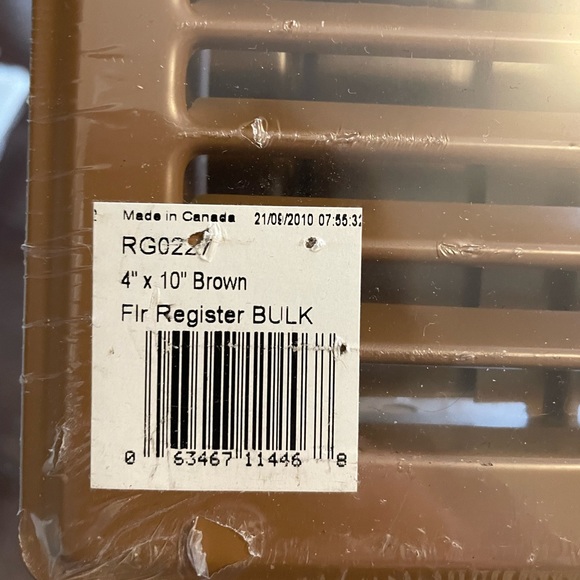 Made in Canada 21/09/2010 07:55:32
RG0227
4" x 10" Brown
Flr Register BULK
0 63467 11446 8